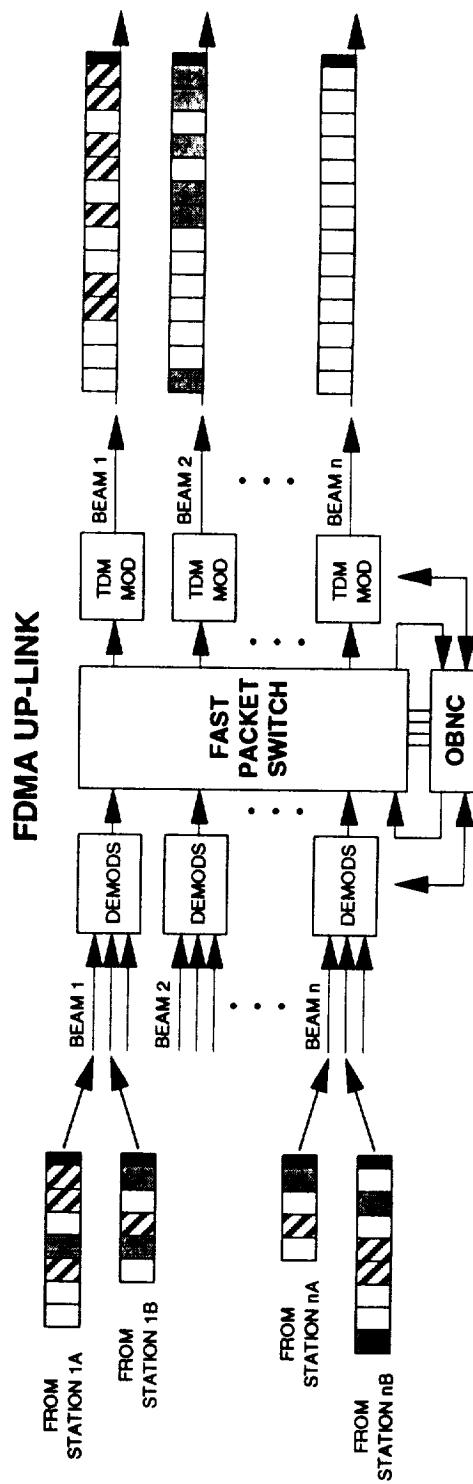 FDMA UP-LINK
FROM
STATION 1A
FROM
STATION 1B
FROM
STATION nA
FROM
STATION nB
BEAM 1
BEAM 2
BEAM n
DEMODS
DEMODS
DEMODS
FAST
PACKET
SWITCH
OBNC
TDM
MOD
TDM
MOD
TDM
MOD
BEAM 1
BEAM 2
BEAM n